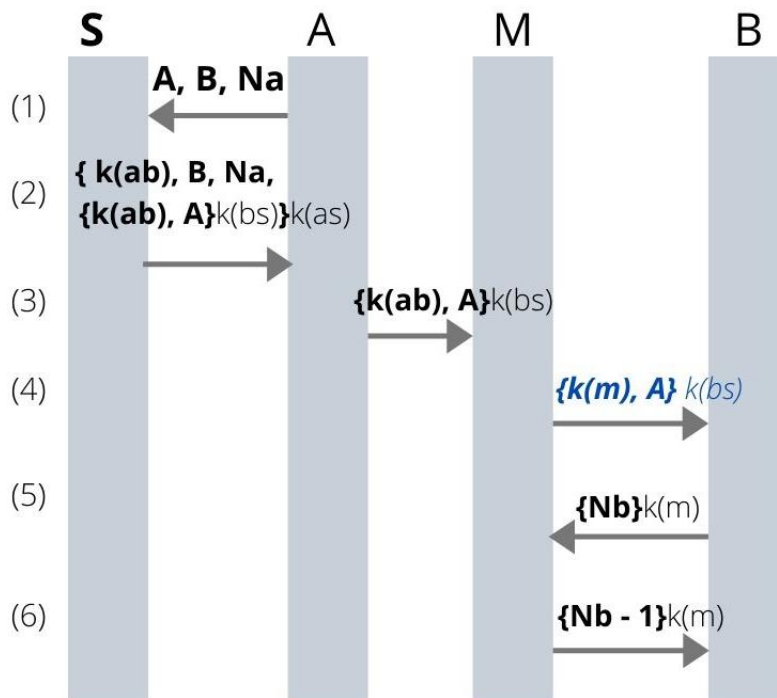 S A M B
(1) A, B, Na
(2) { k(ab), B, Na,
{k(ab), A}k(bs)}k(as)
(3) {k(ab), A}k(bs)
(4) {k(m), A} k(bs)
(5) {Nb}k(m)
(6) {Nb - 1}k(m)